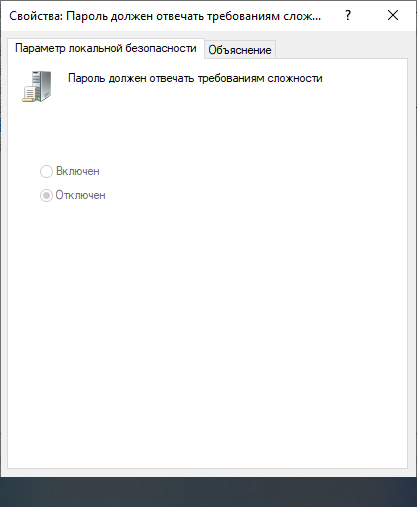 Свойства: Пароль должен отвечать требованиям слож...
Параметр локальной безопасности
Объяснение
Пароль должен отвечать требованиям сложности
Включен
Отключен